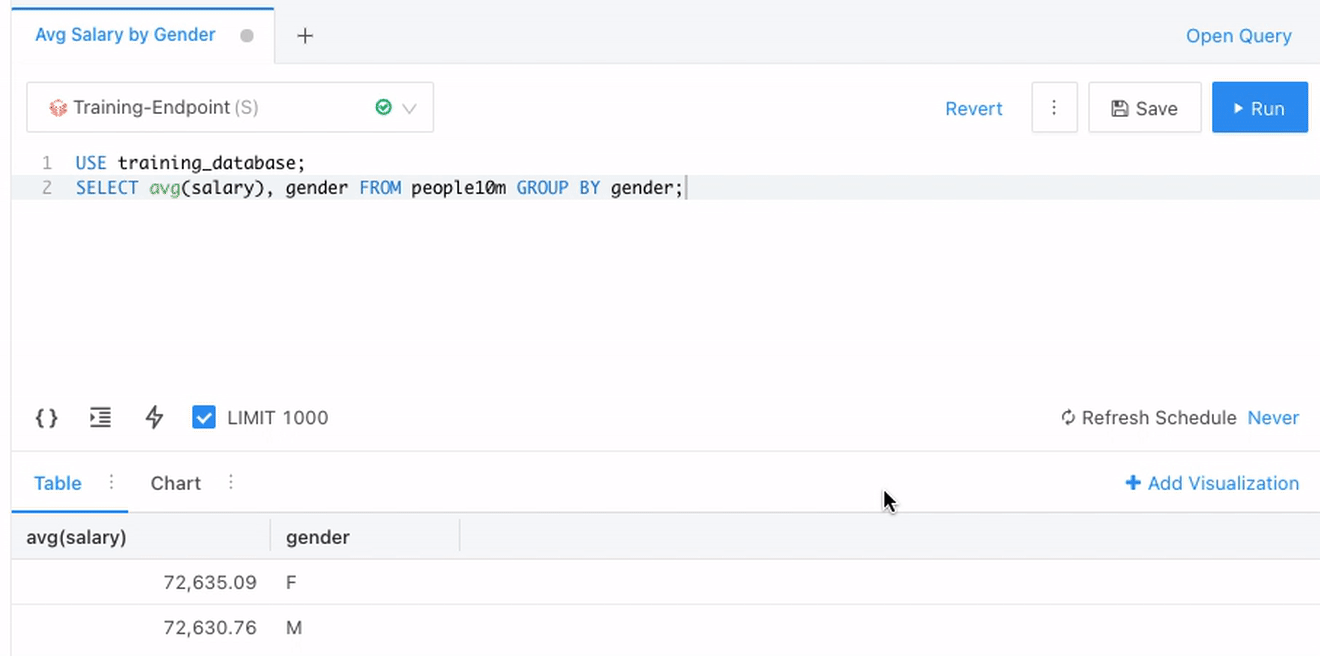 Avg Salary by Gender
Open Query
Training-Endpoint (S)
Revert
Save
Run
1 USE training_database;
2 SELECT avg(salary), gender FROM people10m GROUP BY gender;
LIMIT 1000
Refresh Schedule Never
Table Chart
Add Visualization
avg(salary) gender
72,635.09 F
72,630.76 M